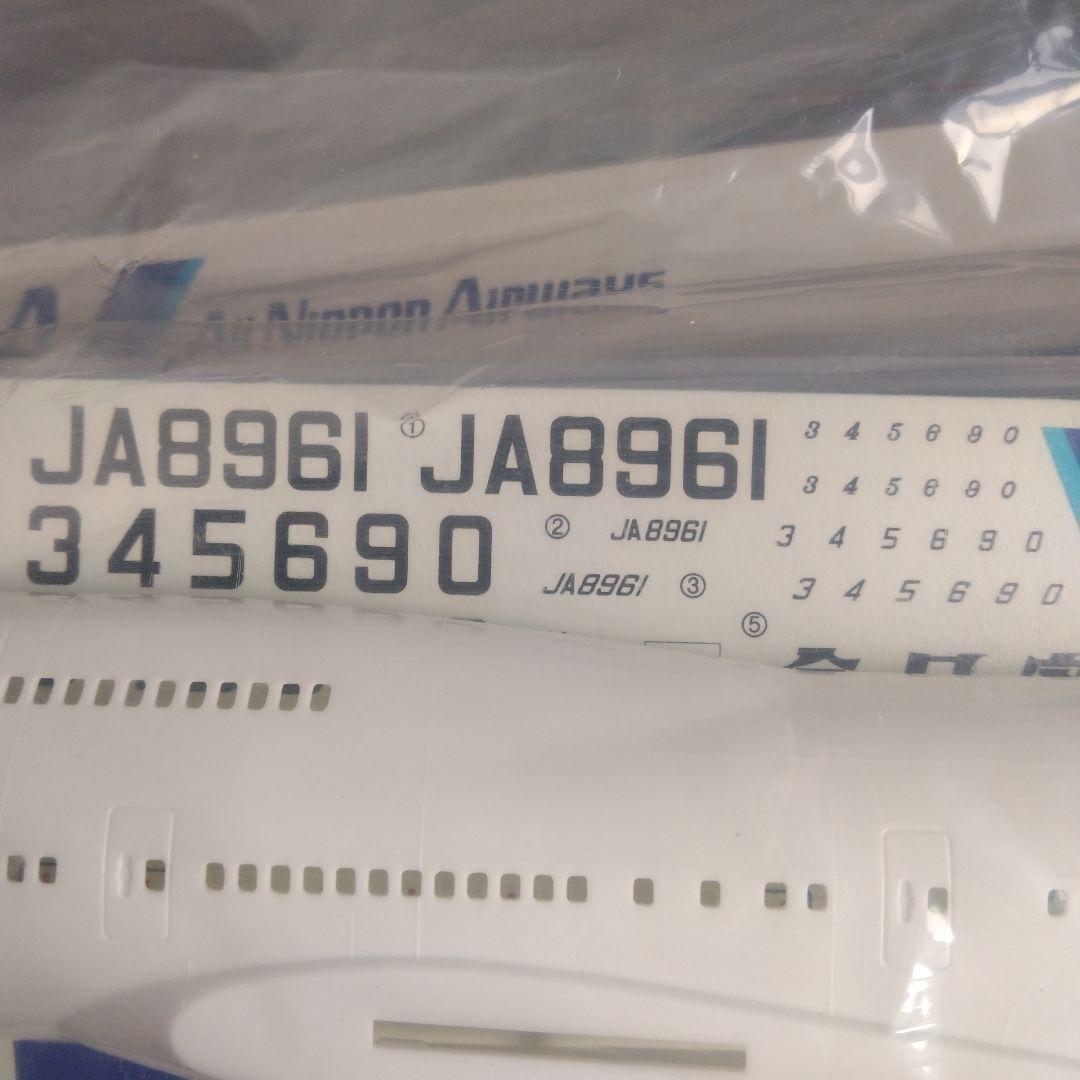 A Air Nippon Airways
JA8961 ① JA8961 3 4 5 6 9 0
3 4 5 6 9 0
345690 ② JA8961 3 4 5 6 9 0
JA8961 ③ 3 4 5 6 9 0
⑤